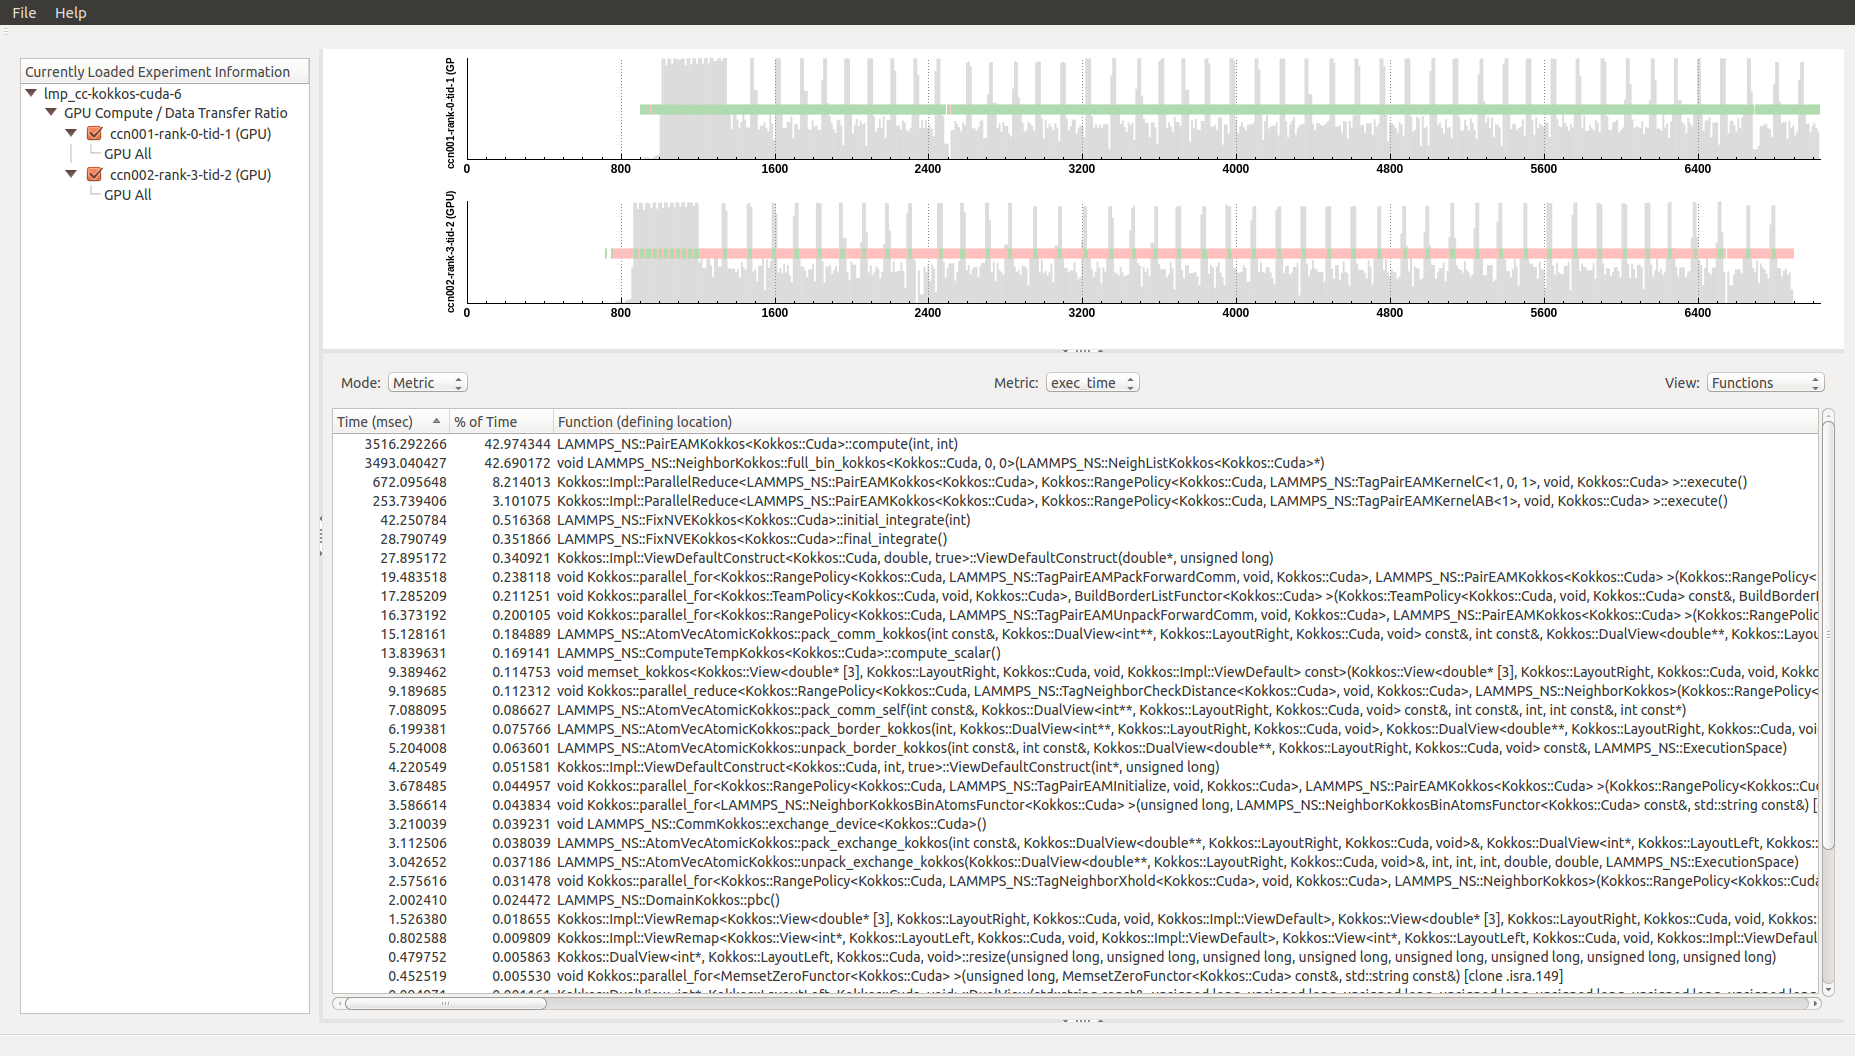 File Help
Currently Loaded Experiment Information
lmp_cc-kokkos-cuda-6
GPU Compute / Data Transfer Ratio
ccn001-rank-0-tid-1 (GPU)
GPU All
ccn002-rank-3-tid-2 (GPU)
GPU All
ccn001-rank-0-tid-1 (GP
0 800 1600 2400 3200 4000 4800 5600 6400
ccn002-rank-3-tid-2 (GPU)
0 800 1600 2400 3200 4000 4800 5600 6400
Mode: Metric Metric: exec_time View: Functions
Time (msec) % of Time Function (defining location)
3516.292266 42.974344 LAMMPS_NS::PairEAMKokkos<Kokkos::Cuda>::compute(int, int)
3493.040427 42.690172 void LAMMPS_NS::NeighborKokkos::full_bin_kokkos<Kokkos::Cuda, 0, 0>(LAMMPS_NS::NeighListKokkos<Kokkos::Cuda>*)
672.095648 8.214013 Kokkos::Impl::ParallelReduce<LAMMPS_NS::PairEAMKokkos<Kokkos::Cuda>, Kokkos::RangePolicy<Kokkos::Cuda, LAMMPS_NS::TagPairEAMKernelC<1, 0, 1>, void, Kokkos::Cuda> >::execute()
253.739406 3.101075 Kokkos::Impl::ParallelReduce<LAMMPS_NS::PairEAMKokkos<Kokkos::Cuda>, Kokkos::RangePolicy<Kokkos::Cuda, LAMMPS_NS::TagPairEAMKernelAB<1>, void, Kokkos::Cuda> >::execute()
42.250784 0.516368 LAMMPS_NS::FixNVEKokkos<Kokkos::Cuda>::initial_integrate(int)
28.790749 0.351866 LAMMPS_NS::FixNVEKokkos<Kokkos::Cuda>::final_integrate()
27.895172 0.340921 Kokkos::Impl::ViewDefaultConstruct<Kokkos::Cuda, double, true>::ViewDefaultConstruct(double*, unsigned long)
19.483518 0.238118 void Kokkos::parallel_for<Kokkos::RangePolicy<Kokkos::Cuda, LAMMPS_NS::TagPairEAMPackForwardComm, void, Kokkos::Cuda>, LAMMPS_NS::PairEAMKokkos<Kokkos::Cuda> >(Kokkos::RangePolicy<
17.285209 0.211251 void Kokkos::parallel_for<Kokkos::TeamPolicy<Kokkos::Cuda, void, Kokkos::Cuda>, BuildBorderListFunctor<Kokkos::Cuda> >(Kokkos::TeamPolicy<Kokkos::Cuda, void, Kokkos::Cuda> const&, BuildBorderl
16.373192 0.200105 void Kokkos::parallel_for<Kokkos::RangePolicy<Kokkos::Cuda, LAMMPS_NS::TagPairEAMUnpackForwardComm, void, Kokkos::Cuda>, LAMMPS_NS::PairEAMKokkos<Kokkos::Cuda> >(Kokkos::RangePolic
15.128161 0.184889 LAMMPS_NS::AtomVecAtomicKokkos::pack_comm_kokkos(int const&, Kokkos::DualView<int**, Kokkos::LayoutRight, Kokkos::Cuda, void> const&, int const&, Kokkos::DualView<double**, Kokkos::Layou
13.839631 0.169141 LAMMPS_NS::ComputeTempKokkos<Kokkos::Cuda>::compute_scalar()
9.389462 0.114753 void memset_kokkos<Kokkos::View<double* [3], Kokkos::LayoutRight, Kokkos::Cuda, void, Kokkos::Impl::ViewDefault> const>(Kokkos::View<double* [3], Kokkos::LayoutRight, Kokkos::Cuda, void, Kokko
9.189685 0.112312 void Kokkos::parallel_reduce<Kokkos::RangePolicy<Kokkos::Cuda, LAMMPS_NS::TagNeighborCheckDistance<Kokkos::Cuda>, void, Kokkos::Cuda>, LAMMPS_NS::NeighborKokkos>(Kokkos::RangePolicy<
7.088095 0.086627 LAMMPS_NS::AtomVecAtomicKokkos::pack_comm_self(int const&, Kokkos::DualView<int**, Kokkos::LayoutRight, Kokkos::Cuda, void> const&, int const&, int, int const&, int const*)
6.199381 0.075766 LAMMPS_NS::AtomVecAtomicKokkos::pack_border_kokkos(int, Kokkos::DualView<int**, Kokkos::LayoutRight, Kokkos::Cuda, void>, Kokkos::DualView<double**, Kokkos::LayoutRight, Kokkos::Cuda, voi
5.204008 0.063601 LAMMPS_NS::AtomVecAtomicKokkos::unpack_border_kokkos(int const&, int const&, Kokkos::DualView<double**, Kokkos::LayoutRight, Kokkos::Cuda, void> const&, LAMMPS_NS::ExecutionSpace)
4.220549 0.051581 Kokkos::Impl::ViewDefaultConstruct<Kokkos::Cuda, int, true>::ViewDefaultConstruct(int*, unsigned long)
3.678485 0.044957 void Kokkos::parallel_for<Kokkos::RangePolicy<Kokkos::Cuda, LAMMPS_NS::TagPairEAMInitialize, void, Kokkos::Cuda>, LAMMPS_NS::PairEAMKokkos<Kokkos::Cuda> >(Kokkos::RangePolicy<Kokkos::Cu
3.586614 0.043834 void Kokkos::parallel_for<LAMMPS_NS::NeighborKokkosBinAtomsFunctor<Kokkos::Cuda> >(unsigned long, LAMMPS_NS::NeighborKokkosBinAtomsFunctor<Kokkos::Cuda> const&, std::string const&) [
3.210039 0.039231 void LAMMPS_NS::CommKokkos::exchange_device<Kokkos::Cuda>()
3.112506 0.038039 LAMMPS_NS::AtomVecAtomicKokkos::pack_exchange_kokkos(int const&, Kokkos::DualView<double**, Kokkos::LayoutRight, Kokkos::Cuda, void>&, Kokkos::DualView<int*, Kokkos::LayoutLeft, Kokkos:
3.042652 0.037186 LAMMPS_NS::AtomVecAtomicKokkos::unpack_exchange_kokkos(Kokkos::DualView<double**, Kokkos::LayoutRight, Kokkos::Cuda, void>&, int, int, int, double, double, LAMMPS_NS::ExecutionSpace)
2.575616 0.031478 void Kokkos::parallel_for<Kokkos::RangePolicy<Kokkos::Cuda, LAMMPS_NS::TagNeighborXhold<Kokkos::Cuda>, void, Kokkos::Cuda>, LAMMPS_NS::NeighborKokkos>(Kokkos::RangePolicy<Kokkos::Cuda
2.002410 0.024472 LAMMPS_NS::DomainKokkos::pbc()
1.526380 0.018655 Kokkos::Impl::ViewRemap<Kokkos::View<double* [3], Kokkos::LayoutRight, Kokkos::Cuda, void, Kokkos::Impl::ViewDefault>, Kokkos::View<double* [3], Kokkos::LayoutRight, Kokkos::Cuda, void, Kokkos:
0.802588 0.009809 Kokkos::Impl::ViewRemap<Kokkos::View<int*, Kokkos::LayoutLeft, Kokkos::Cuda, void, Kokkos::Impl::ViewDefault>, Kokkos::View<int*, Kokkos::LayoutLeft, Kokkos::Cuda, void, Kokkos::Impl::ViewDefaul
0.479752 0.005863 Kokkos::DualView<int*, Kokkos::LayoutLeft, Kokkos::Cuda, void>::resize(unsigned long, unsigned long, unsigned long, unsigned long, unsigned long, unsigned long, unsigned long, unsigned long)
0.452519 0.005530 void Kokkos::parallel_for<MemsetZeroFunctor<Kokkos::Cuda> >(unsigned long, MemsetZeroFunctor<Kokkos::Cuda> const&, std::string const&) [clone .isra.149]